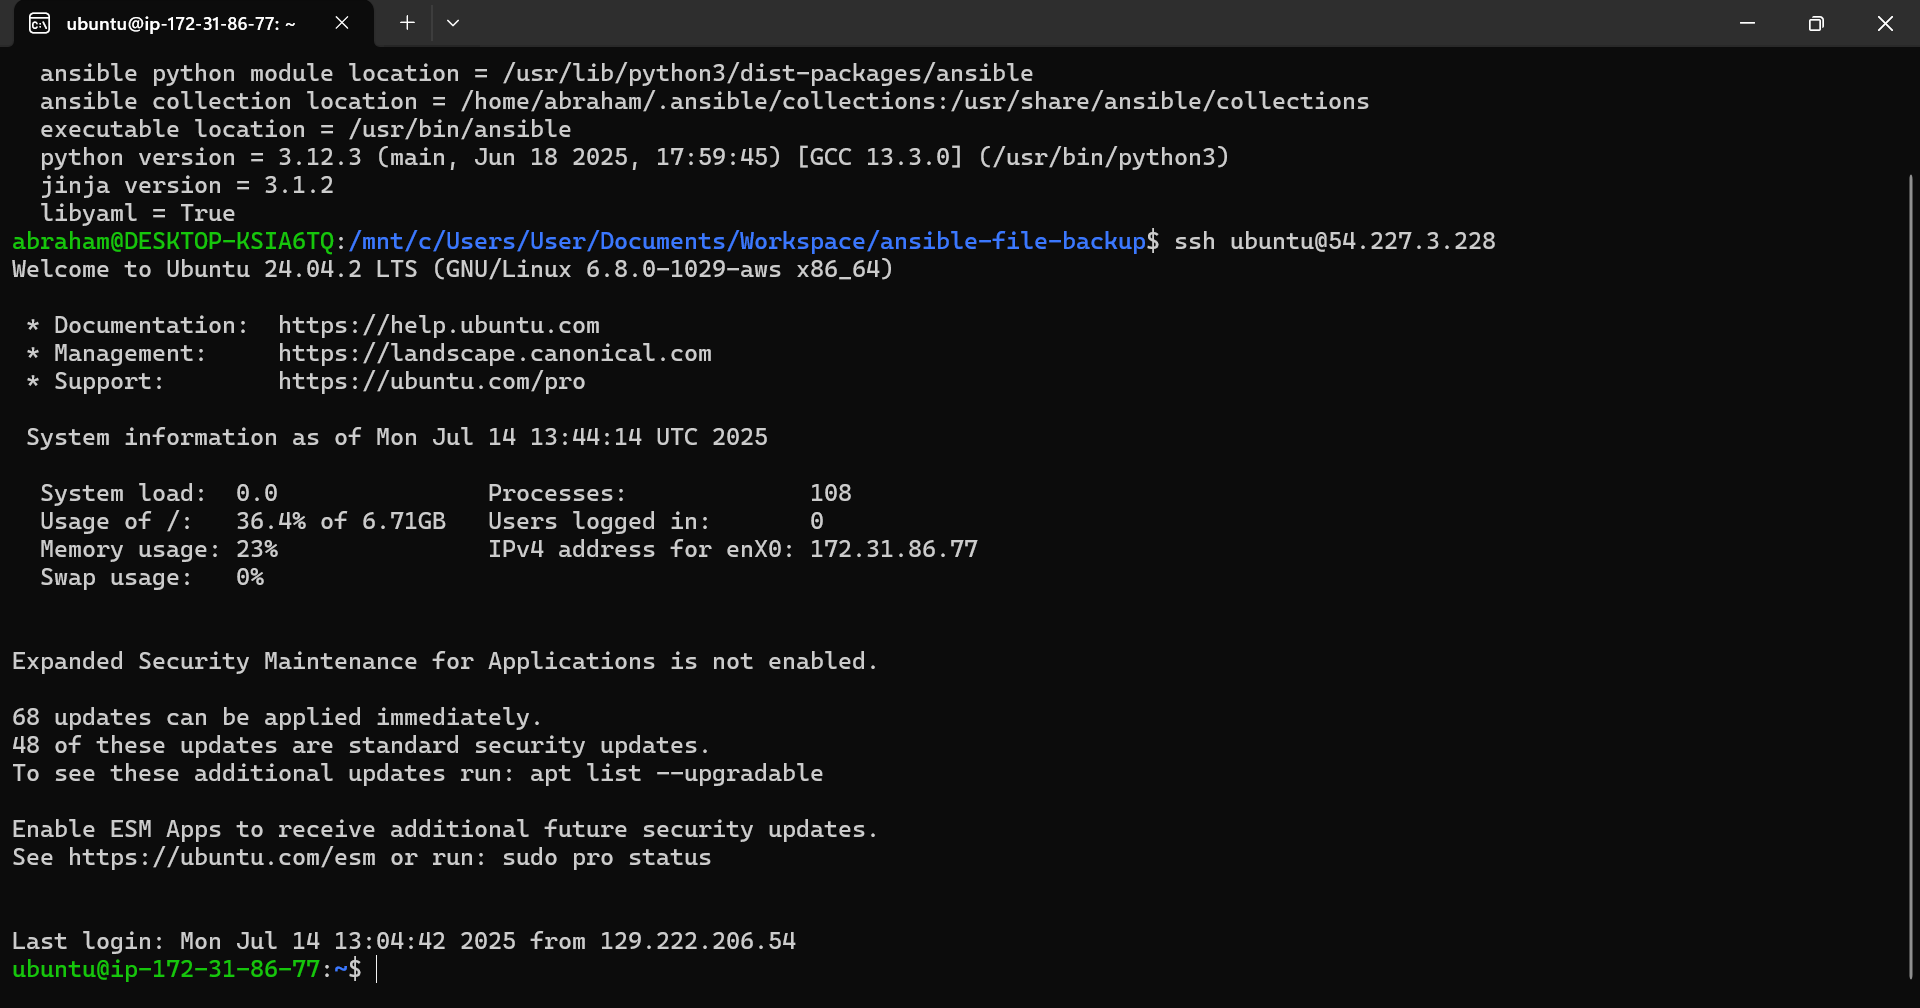 ubuntu@ip-172-31-86-77: ~
ansible python module location = /usr/lib/python3/dist-packages/ansible
ansible collection location = /home/abraham/.ansible/collections:/usr/share/ansible/collections
executable location = /usr/bin/ansible
python version = 3.12.3 (main, Jun 18 2025, 17:59:45) [GCC 13.3.0] (/usr/bin/python3)
jinja version = 3.1.2
libyaml = True
abraham@DESKTOP-KSIA6TQ:/mnt/c/Users/User/Documents/Workspace/ansible-file-backup$ ssh ubuntu@54.227.3.228
Welcome to Ubuntu 24.04.2 LTS (GNU/Linux 6.8.0-1029-aws x86_64)
* Documentation:  https://help.ubuntu.com
* Management:     https://landscape.canonical.com
* Support:        https://ubuntu.com/pro
System information as of Mon Jul 14 13:44:14 UTC 2025
System load:  0.0               Processes:             108
Usage of /:   36.4% of 6.71GB   Users logged in:       0
Memory usage: 23%               IPv4 address for enX0: 172.31.86.77
Swap usage:   0%
Expanded Security Maintenance for Applications is not enabled.
68 updates can be applied immediately.
48 of these updates are standard security updates.
To see these additional updates run: apt list --upgradable
Enable ESM Apps to receive additional future security updates.
See https://ubuntu.com/esm or run: sudo pro status
Last login: Mon Jul 14 13:04:42 2025 from 129.222.206.54
ubuntu@ip-172-31-86-77:~$